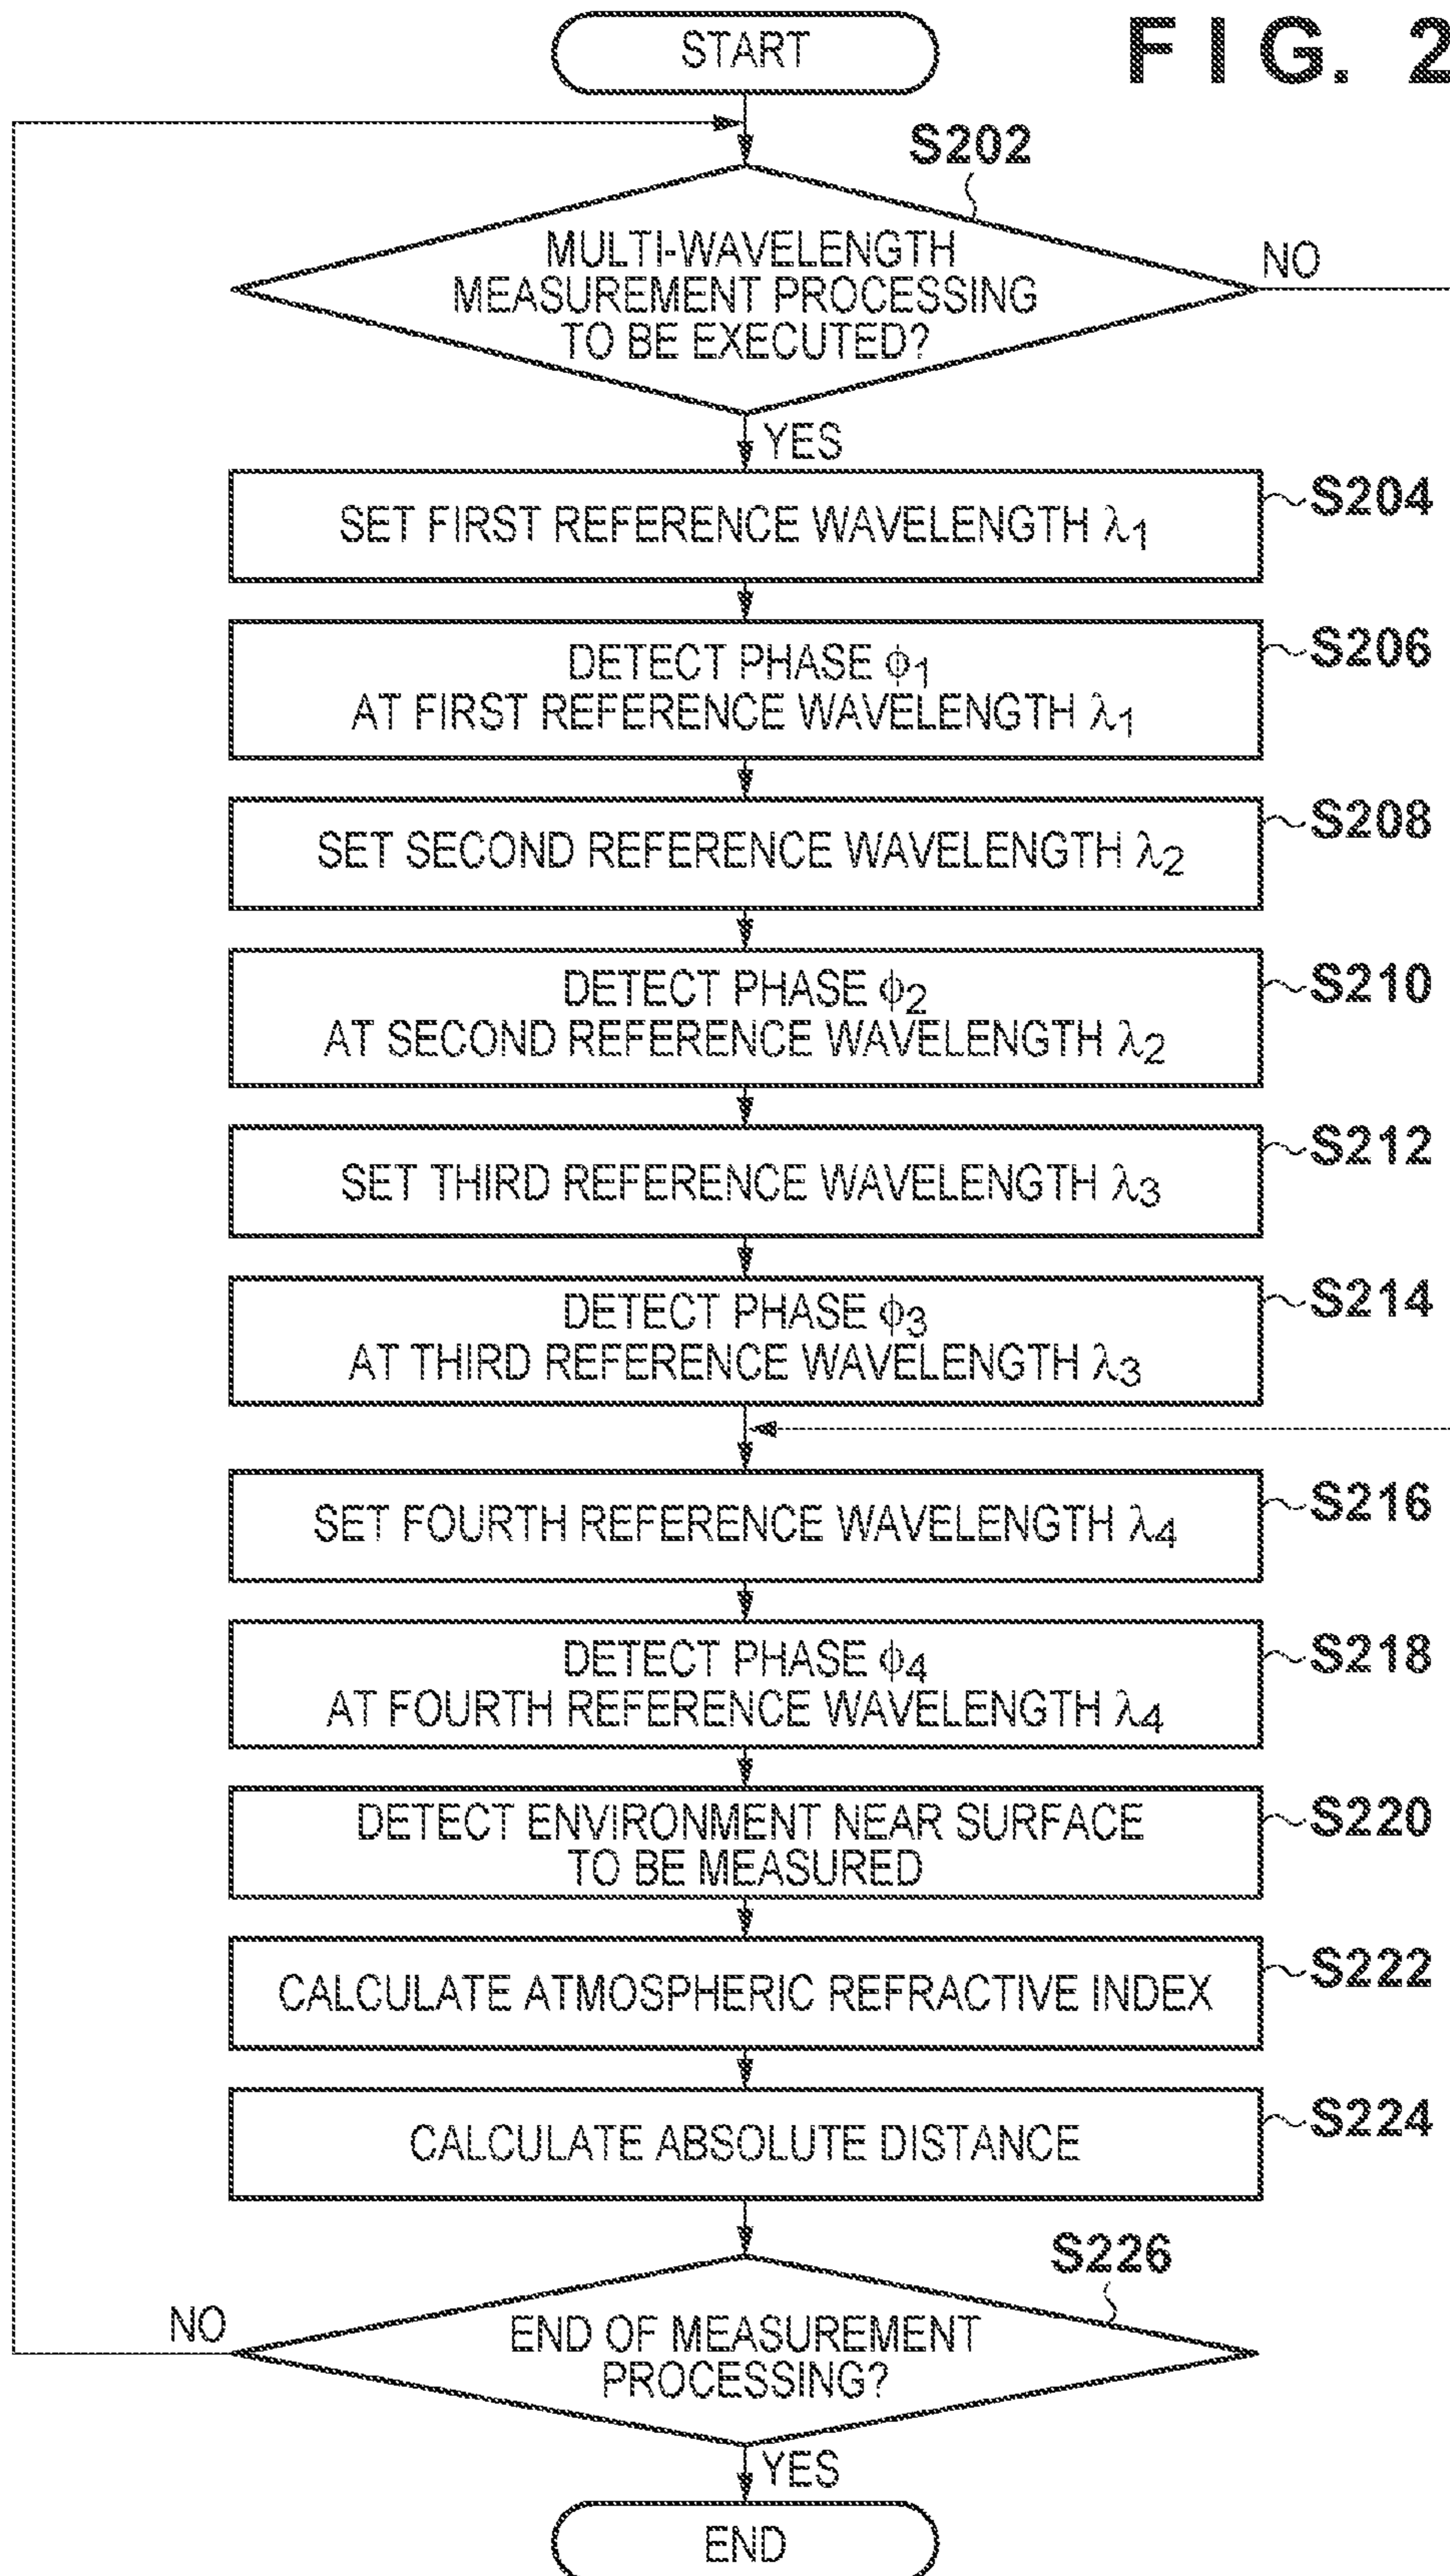 START
FIG. 2
S202
MULTI-WAVELENGTH
MEASUREMENT PROCESSING
TO BE EXECUTED?
NO
YES
SET FIRST REFERENCE WAVELENGTH λ1
S204
DETECT PHASE ϕ1
AT FIRST REFERENCE WAVELENGTH λ1
S206
SET SECOND REFERENCE WAVELENGTH λ2
S208
DETECT PHASE ϕ2
AT SECOND REFERENCE WAVELENGTH λ2
S210
SET THIRD REFERENCE WAVELENGTH λ3
S212
DETECT PHASE ϕ3
AT THIRD REFERENCE WAVELENGTH λ3
S214
SET FOURTH REFERENCE WAVELENGTH λ4
S216
DETECT PHASE ϕ4
AT FOURTH REFERENCE WAVELENGTH λ4
S218
DETECT ENVIRONMENT NEAR SURFACE
TO BE MEASURED
S220
CALCULATE ATMOSPHERIC REFRACTIVE INDEX
S222
CALCULATE ABSOLUTE DISTANCE
S224
S226
NO
END OF MEASUREMENT
PROCESSING?
YES
END